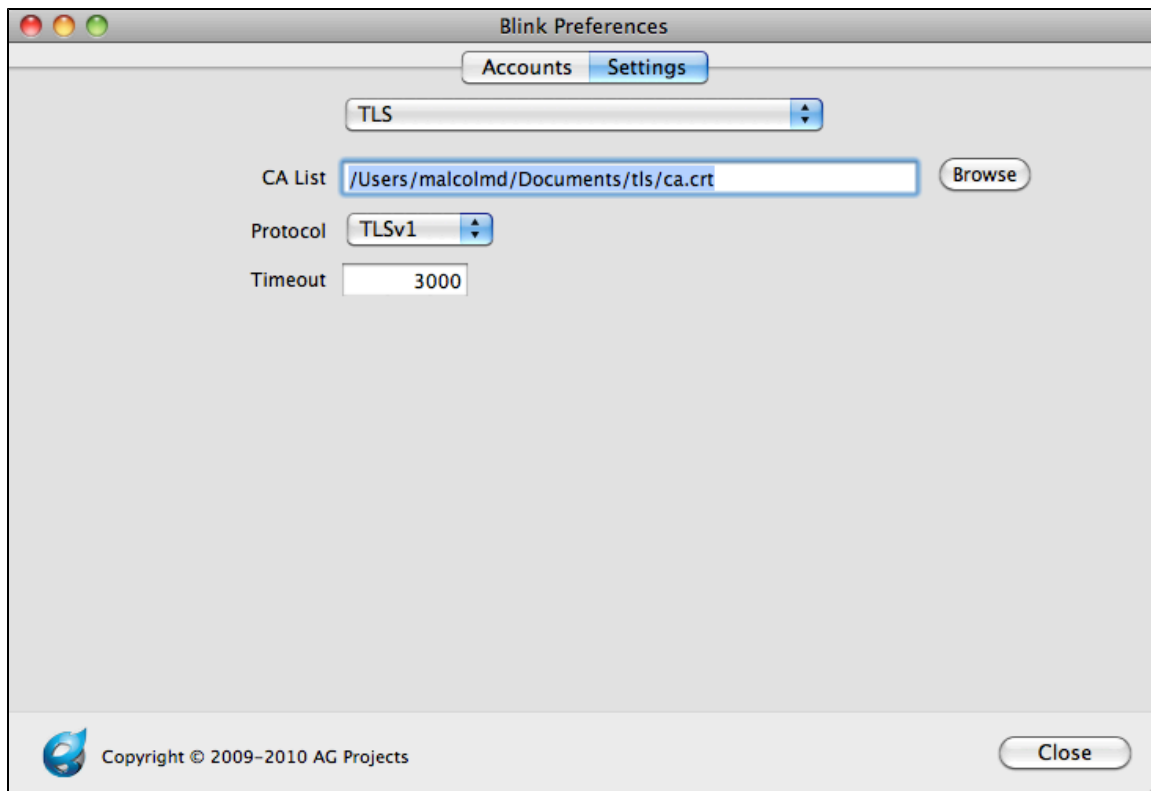 Blink Preferences
Accounts Settings
TLS
CA List /Users/malcolmd/Documents/tls/ca.crt Browse
Protocol TLSv1
Timeout 3000
Copyright © 2009–2010 AG Projects Close